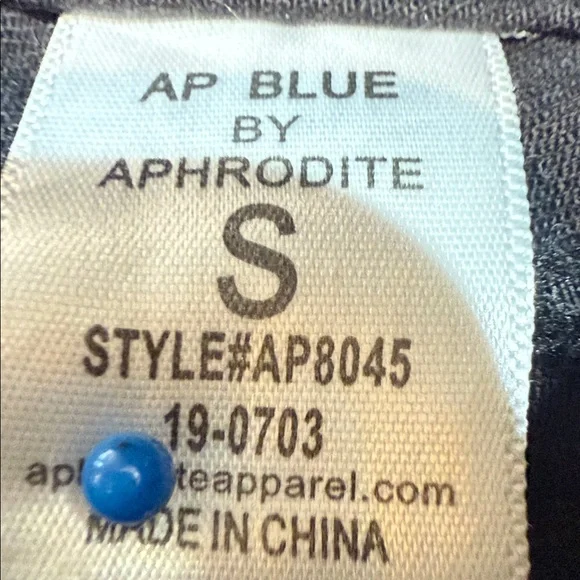 AP BLUE
BY
APHRODITE
S
STYLE#AP8045
19-0703
MADE IN CHINA